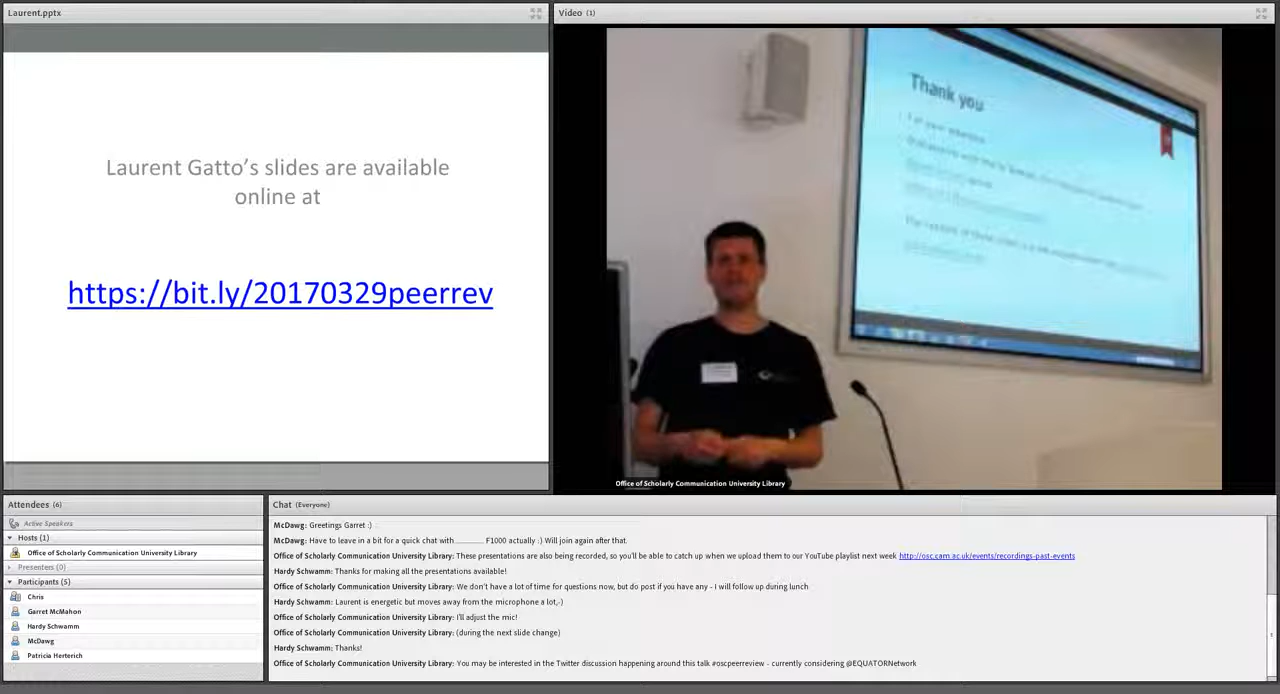 Laurent.pptx
Laurent Gatto’s slides are available
online at
https://bit.ly/20170329peerrev
Video (1)
Thank you
Office of Scholarly Communication University Library
Attendees (6)
Active Speakers
Hosts (1)
Office of Scholarly Communication University Library
Presenters (0)
Participants (5)
Chris
Garret McMahon
Hardy Schwamm
McDawg
Patricia Herterich
Chat (Everyone)
McDawg: Greetings Garret :)
McDawg: Have to leave in a bit for a quick chat with ________ F1000 actually :) Will join again after that.
Office of Scholarly Communication University Library: These presentations are also being recorded, so you'll be able to catch up when we upload them to our YouTube playlist next week http://osc.cam.ac.uk/events/recordings-past-events
Hardy Schwamm: Thanks for making all the presentations available!
Office of Scholarly Communication University Library: We don't have a lot of time for questions now, but do post if you have any - I will follow up during lunch
Hardy Schwamm: Laurent is energetic but moves away from the microphone a lot,-)
Office of Scholarly Communication University Library: I'll adjust the mic!
Office of Scholarly Communication University Library: (during the next slide change)
Hardy Schwamm: Thanks!
Office of Scholarly Communication University Library: You may be interested in the Twitter discussion happening around this talk #oscpeerreview - currently considering @EQUATORNetwork